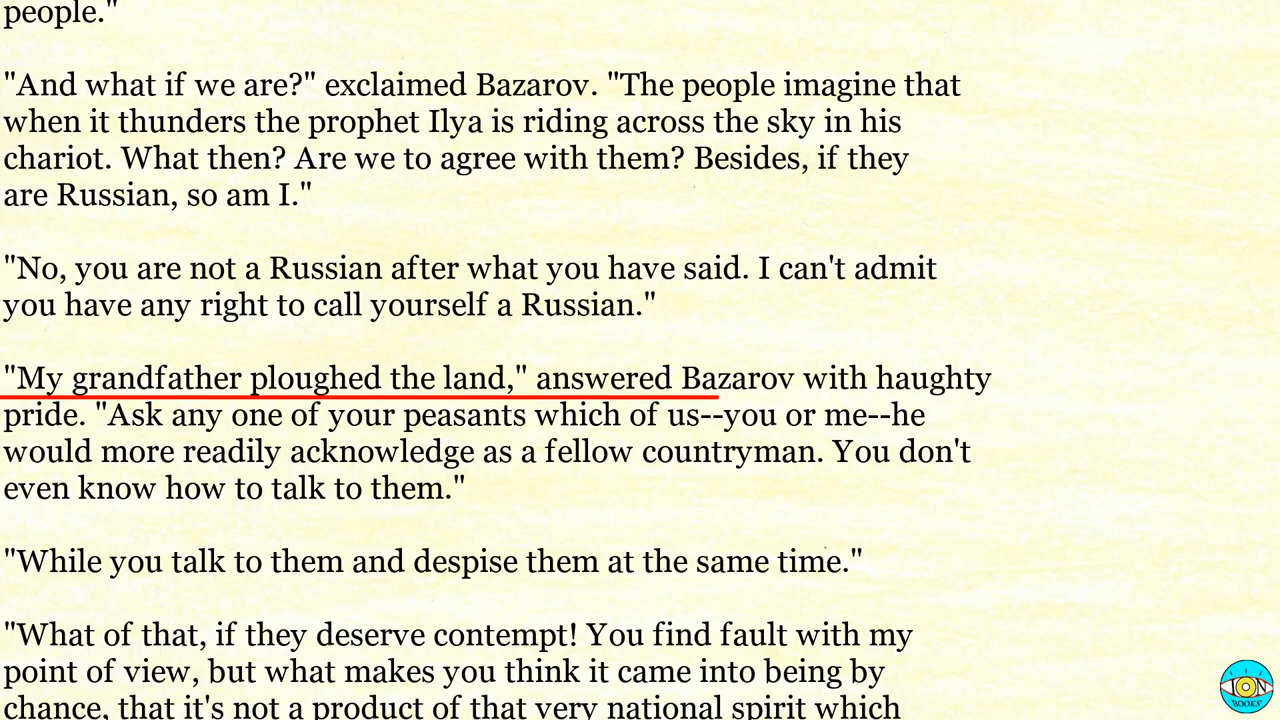 people."
"And what if we are?" exclaimed Bazarov. "The people imagine that
when it thunders the prophet Ilya is riding across the sky in his
chariot. What then? Are we to agree with them? Besides, if they
are Russian, so am I."
"No, you are not a Russian after what you have said. I can't admit
you have any right to call yourself a Russian."
"My grandfather ploughed the land," answered Bazarov with haughty
pride. "Ask any one of your peasants which of us--you or me--he
would more readily acknowledge as a fellow countryman. You don't
even know how to talk to them."
"While you talk to them and despise them at the same time."
"What of that, if they deserve contempt! You find fault with my
point of view, but what makes you think it came into being by
chance, that it's not a product of that very national spirit which
ION
BOOKS